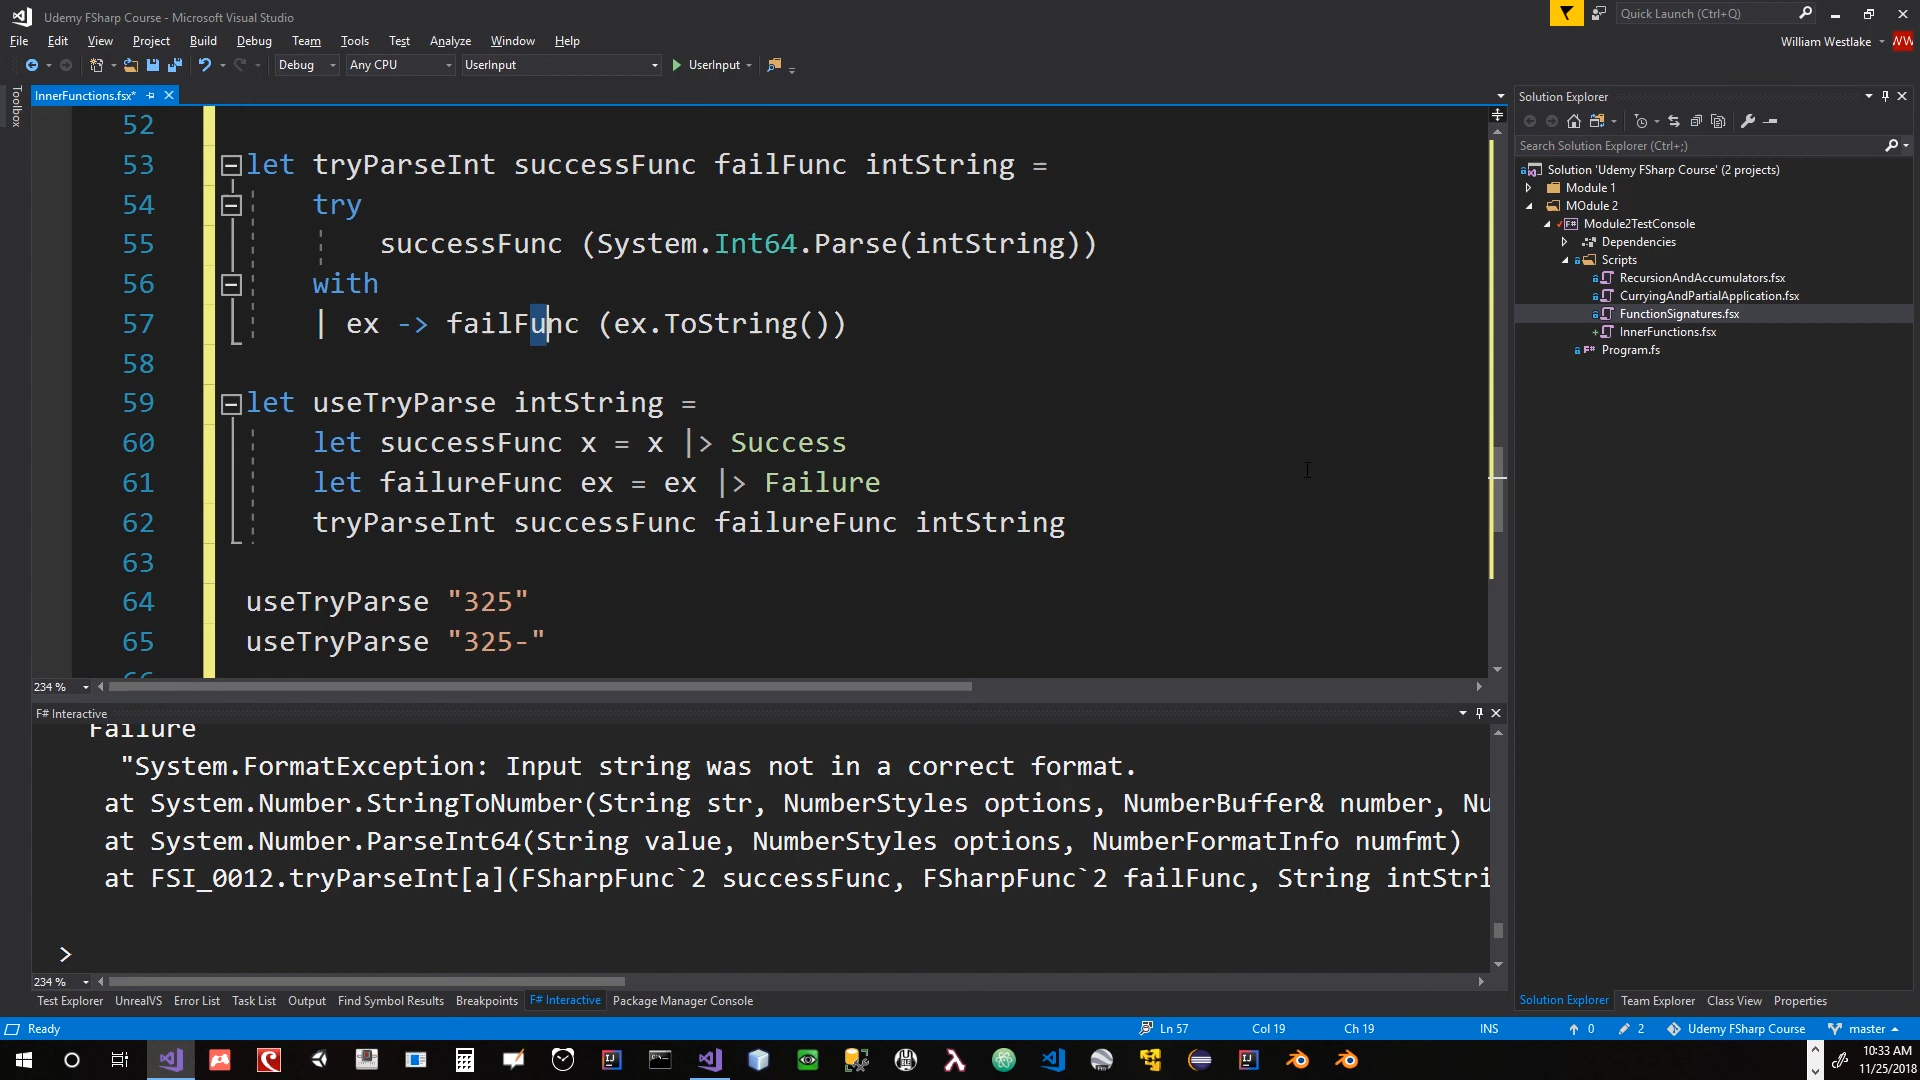 Udemy FSharp Course - Microsoft Visual Studio
Quick Launch (Ctrl+Q)
File Edit View Project Build Debug Team Tools Test Analyze Window Help
William Westlake WW
Debug Any CPU UserInput UserInput
Toolbox
InnerFunctions.fsx*
52
53 let tryParseInt successFunc failFunc intString =
54 try
55 successFunc (System.Int64.Parse(intString))
56 with
57 | ex -> failFunc (ex.ToString())
58
59 let useTryParse intString =
60 let successFunc x = x |> Success
61 let failureFunc ex = ex |> Failure
62 tryParseInt successFunc failureFunc intString
63
64 useTryParse "325"
65 useTryParse "325-"
66
234 %
F# Interactive
Failure
"System.FormatException: Input string was not in a correct format.
at System.Number.StringToNumber(String str, NumberStyles options, NumberBuffer& number, Nu
at System.Number.ParseInt64(String value, NumberStyles options, NumberFormatInfo numfmt)
at FSI_0012.tryParseInt[a](FSharpFunc`2 successFunc, FSharpFunc`2 failFunc, String intStri
>
234 %
Test Explorer UnrealVS Error List Task List Output Find Symbol Results Breakpoints F# Interactive Package Manager Console
Solution Explorer
Search Solution Explorer (Ctrl+;)
Solution 'Udemy FSharp Course' (2 projects)
Module 1
MOdule 2
Module2TestConsole
Dependencies
Scripts
RecursionAndAccumulators.fsx
CurryingAndPartialApplication.fsx
FunctionSignatures.fsx
InnerFunctions.fsx
F# Program.fs
Solution Explorer Team Explorer Class View Properties
Ready Ln 57 Col 19 Ch 19 INS 0 2 Udemy FSharp Course master
10:33 AM
11/25/2018